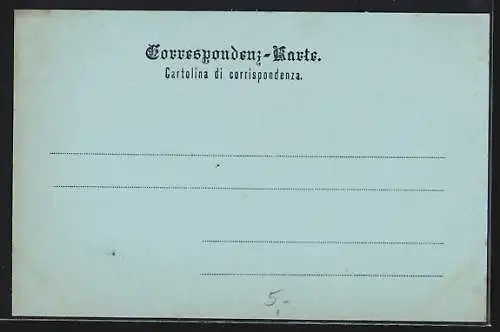 Correspondenz-Karte.
Cartolina di corrispondenza.
5.-